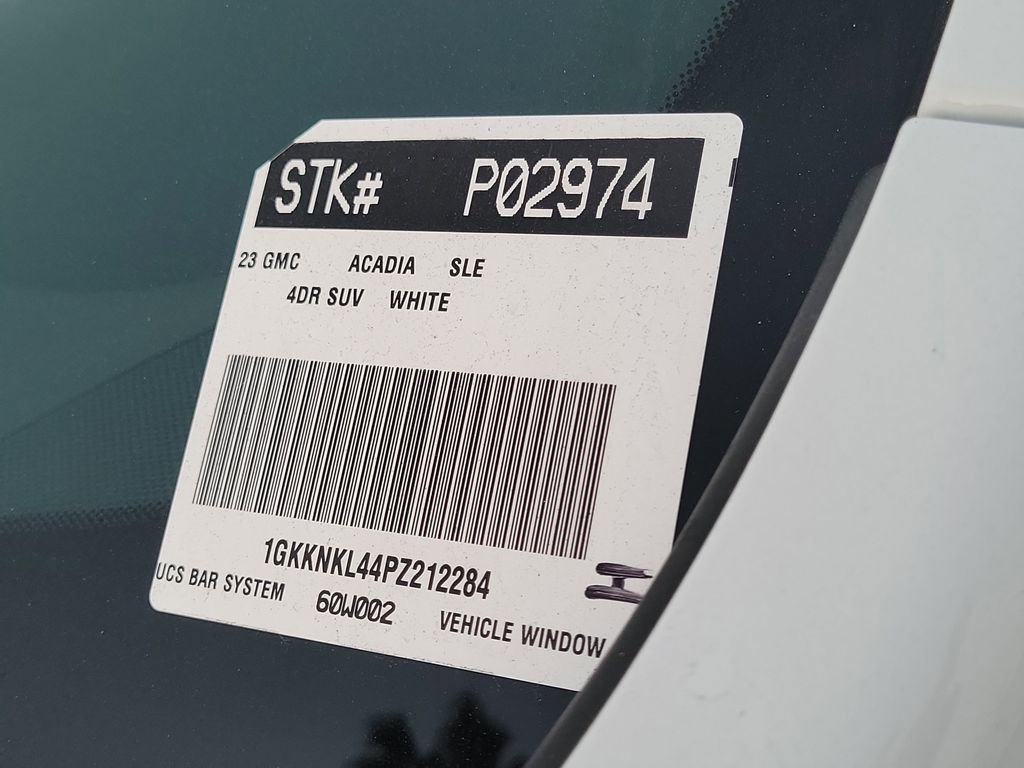 STK# P02974
23 GMC ACADIA SLE
4DR SUV WHITE
1GKKNKL44PZ212284
UCS BAR SYSTEM 60W002 VEHICLE WINDOW